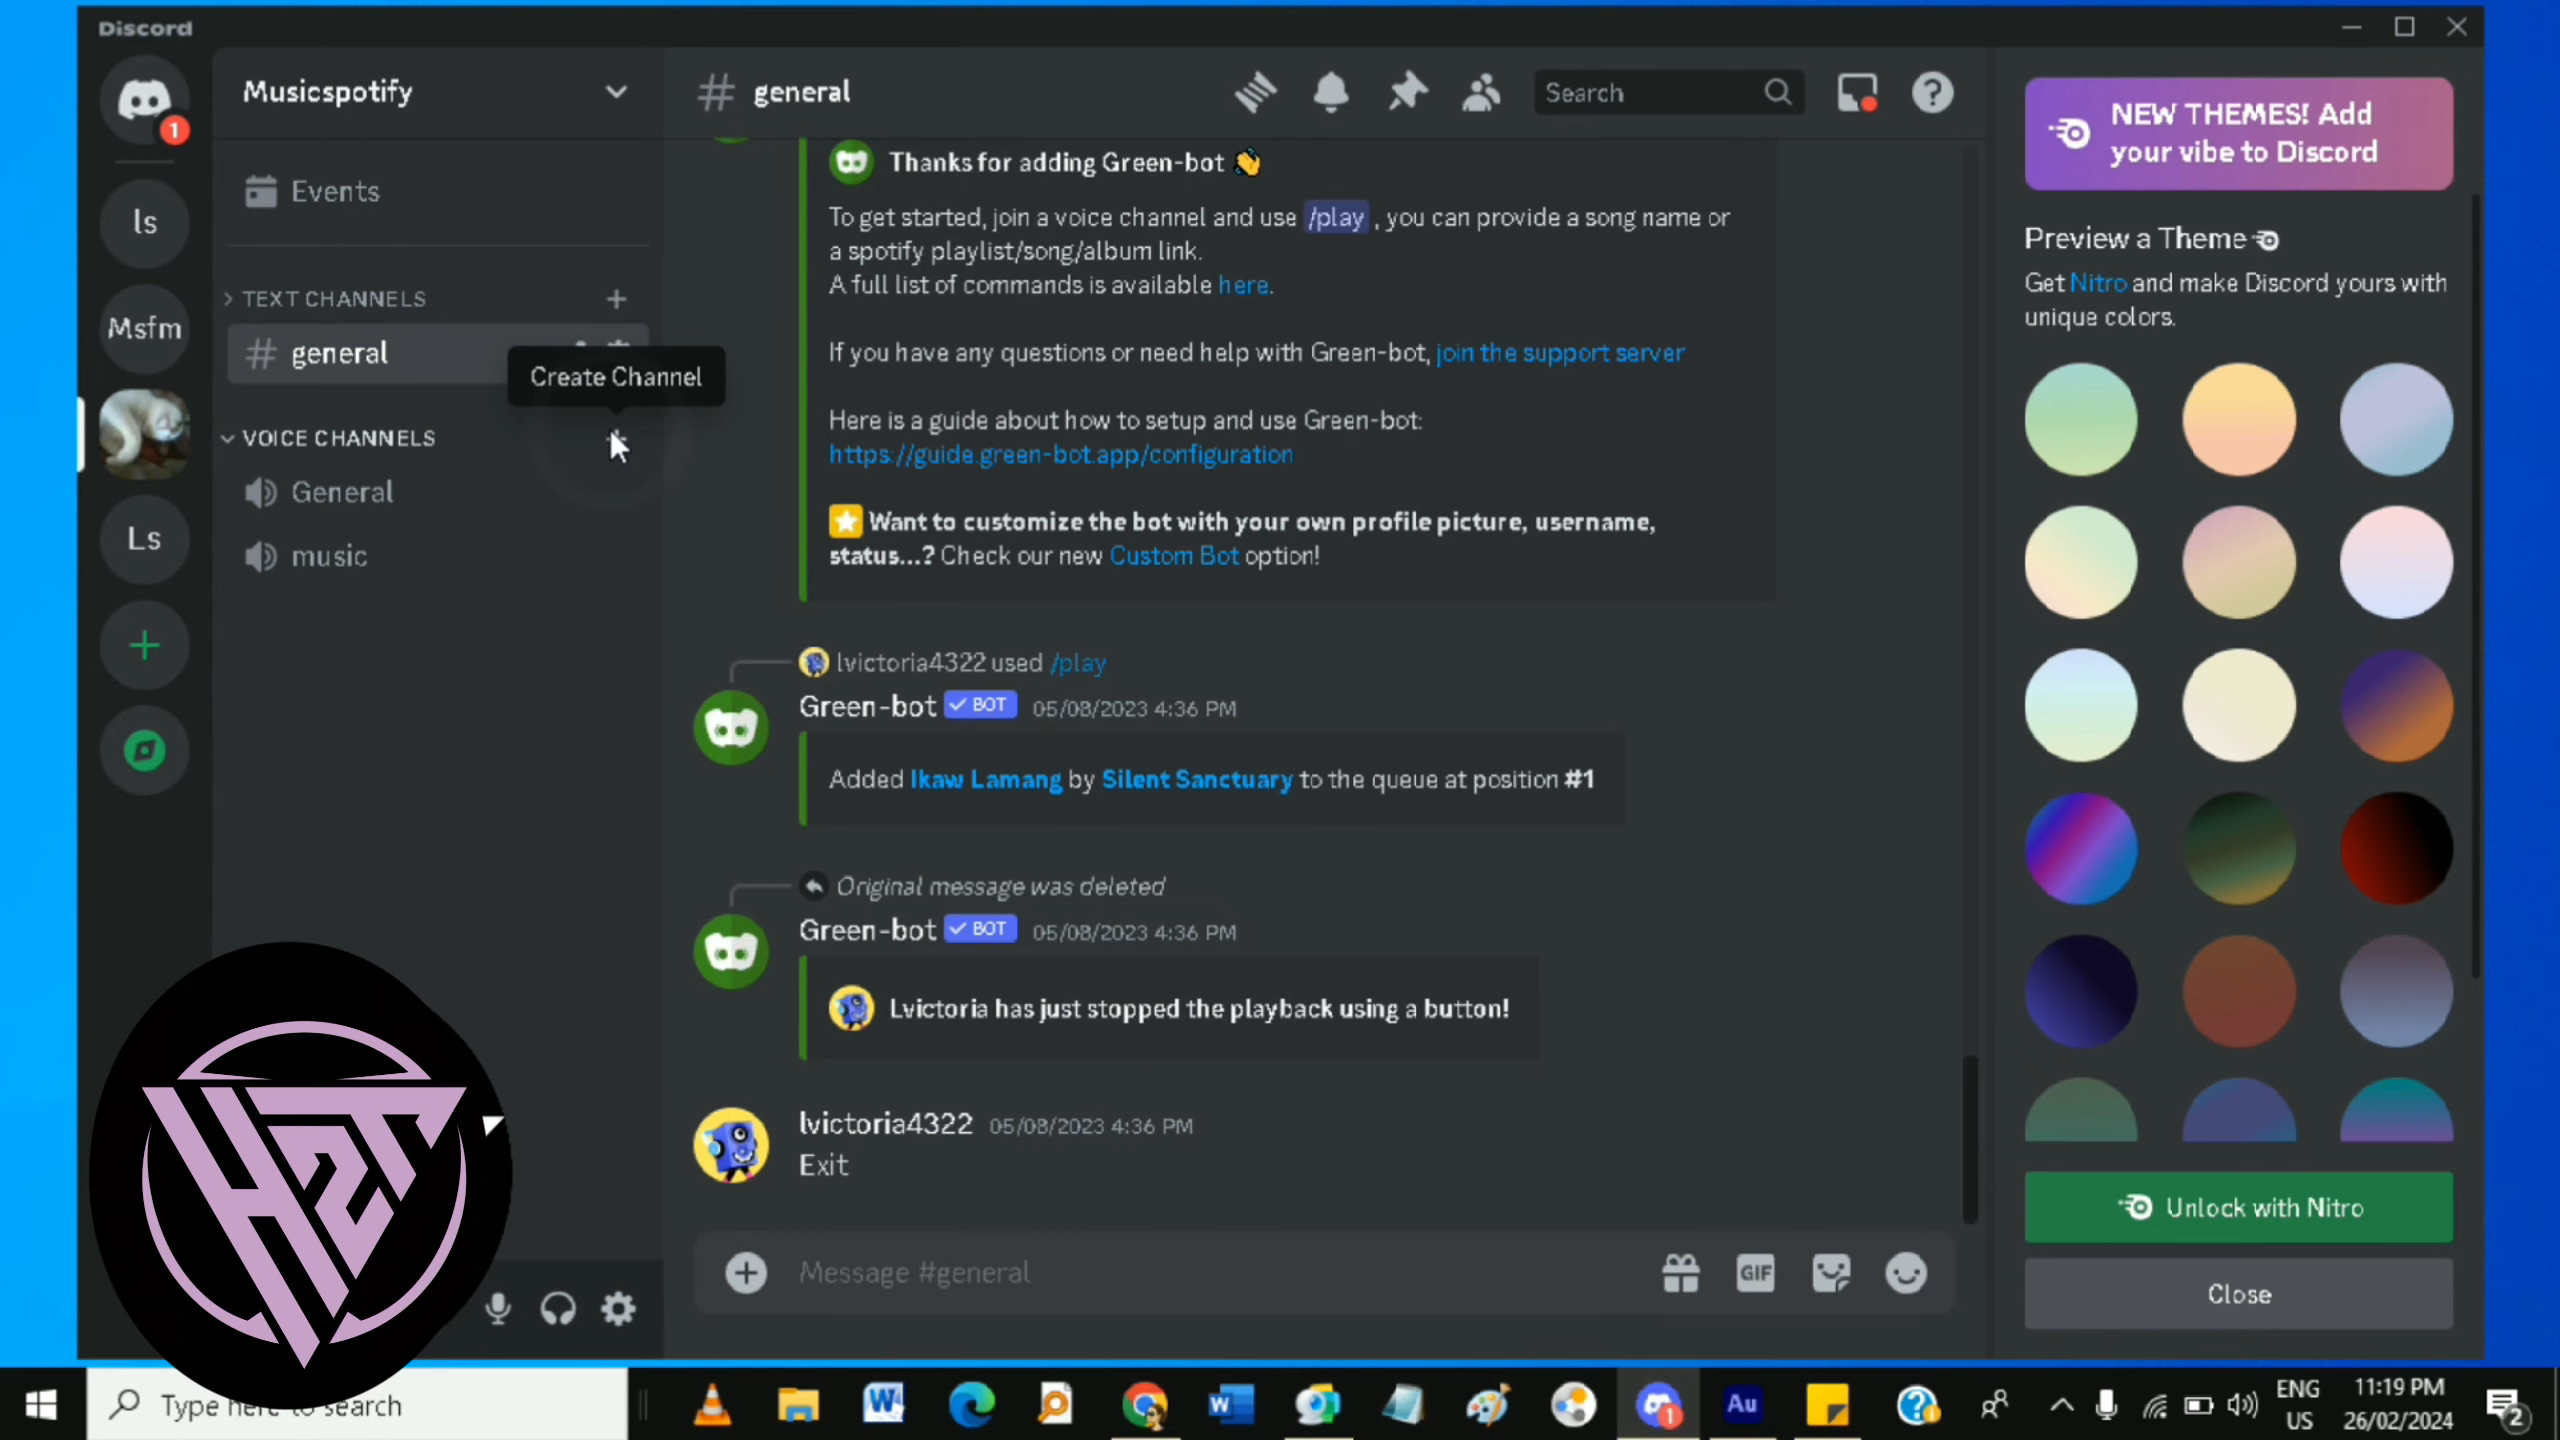 Discord
1
ls
Msfm
Ls
Musicspotify
Events
TEXT CHANNELS
general
Create Channel
VOICE CHANNELS
General
music
# general
Search
Thanks for adding Green-bot 👋
To get started, join a voice channel and use /play , you can provide a song name or
a spotify playlist/song/album link.
A full list of commands is available here.
If you have any questions or need help with Green-bot, join the support server
Here is a guide about how to setup and use Green-bot:
https://guide.green-bot.app/configuration
⭐ Want to customize the bot with your own profile picture, username,
status...? Check our new Custom Bot option!
lvictoria4322 used /play
Green-bot ✓ BOT 05/08/2023 4:36 PM
Added Ikaw Lamang by Silent Sanctuary to the queue at position #1
Original message was deleted
Green-bot ✓ BOT 05/08/2023 4:36 PM
Lvictoria has just stopped the playback using a button!
lvictoria4322 05/08/2023 4:36 PM
Exit
Message #general
GIF
NEW THEMES! Add
your vibe to Discord
Preview a Theme
Get Nitro and make Discord yours with
unique colors.
Unlock with Nitro
Close
H2T
Type here to search
W
W
1
Au
ENG
US
11:19 PM
26/02/2024
2